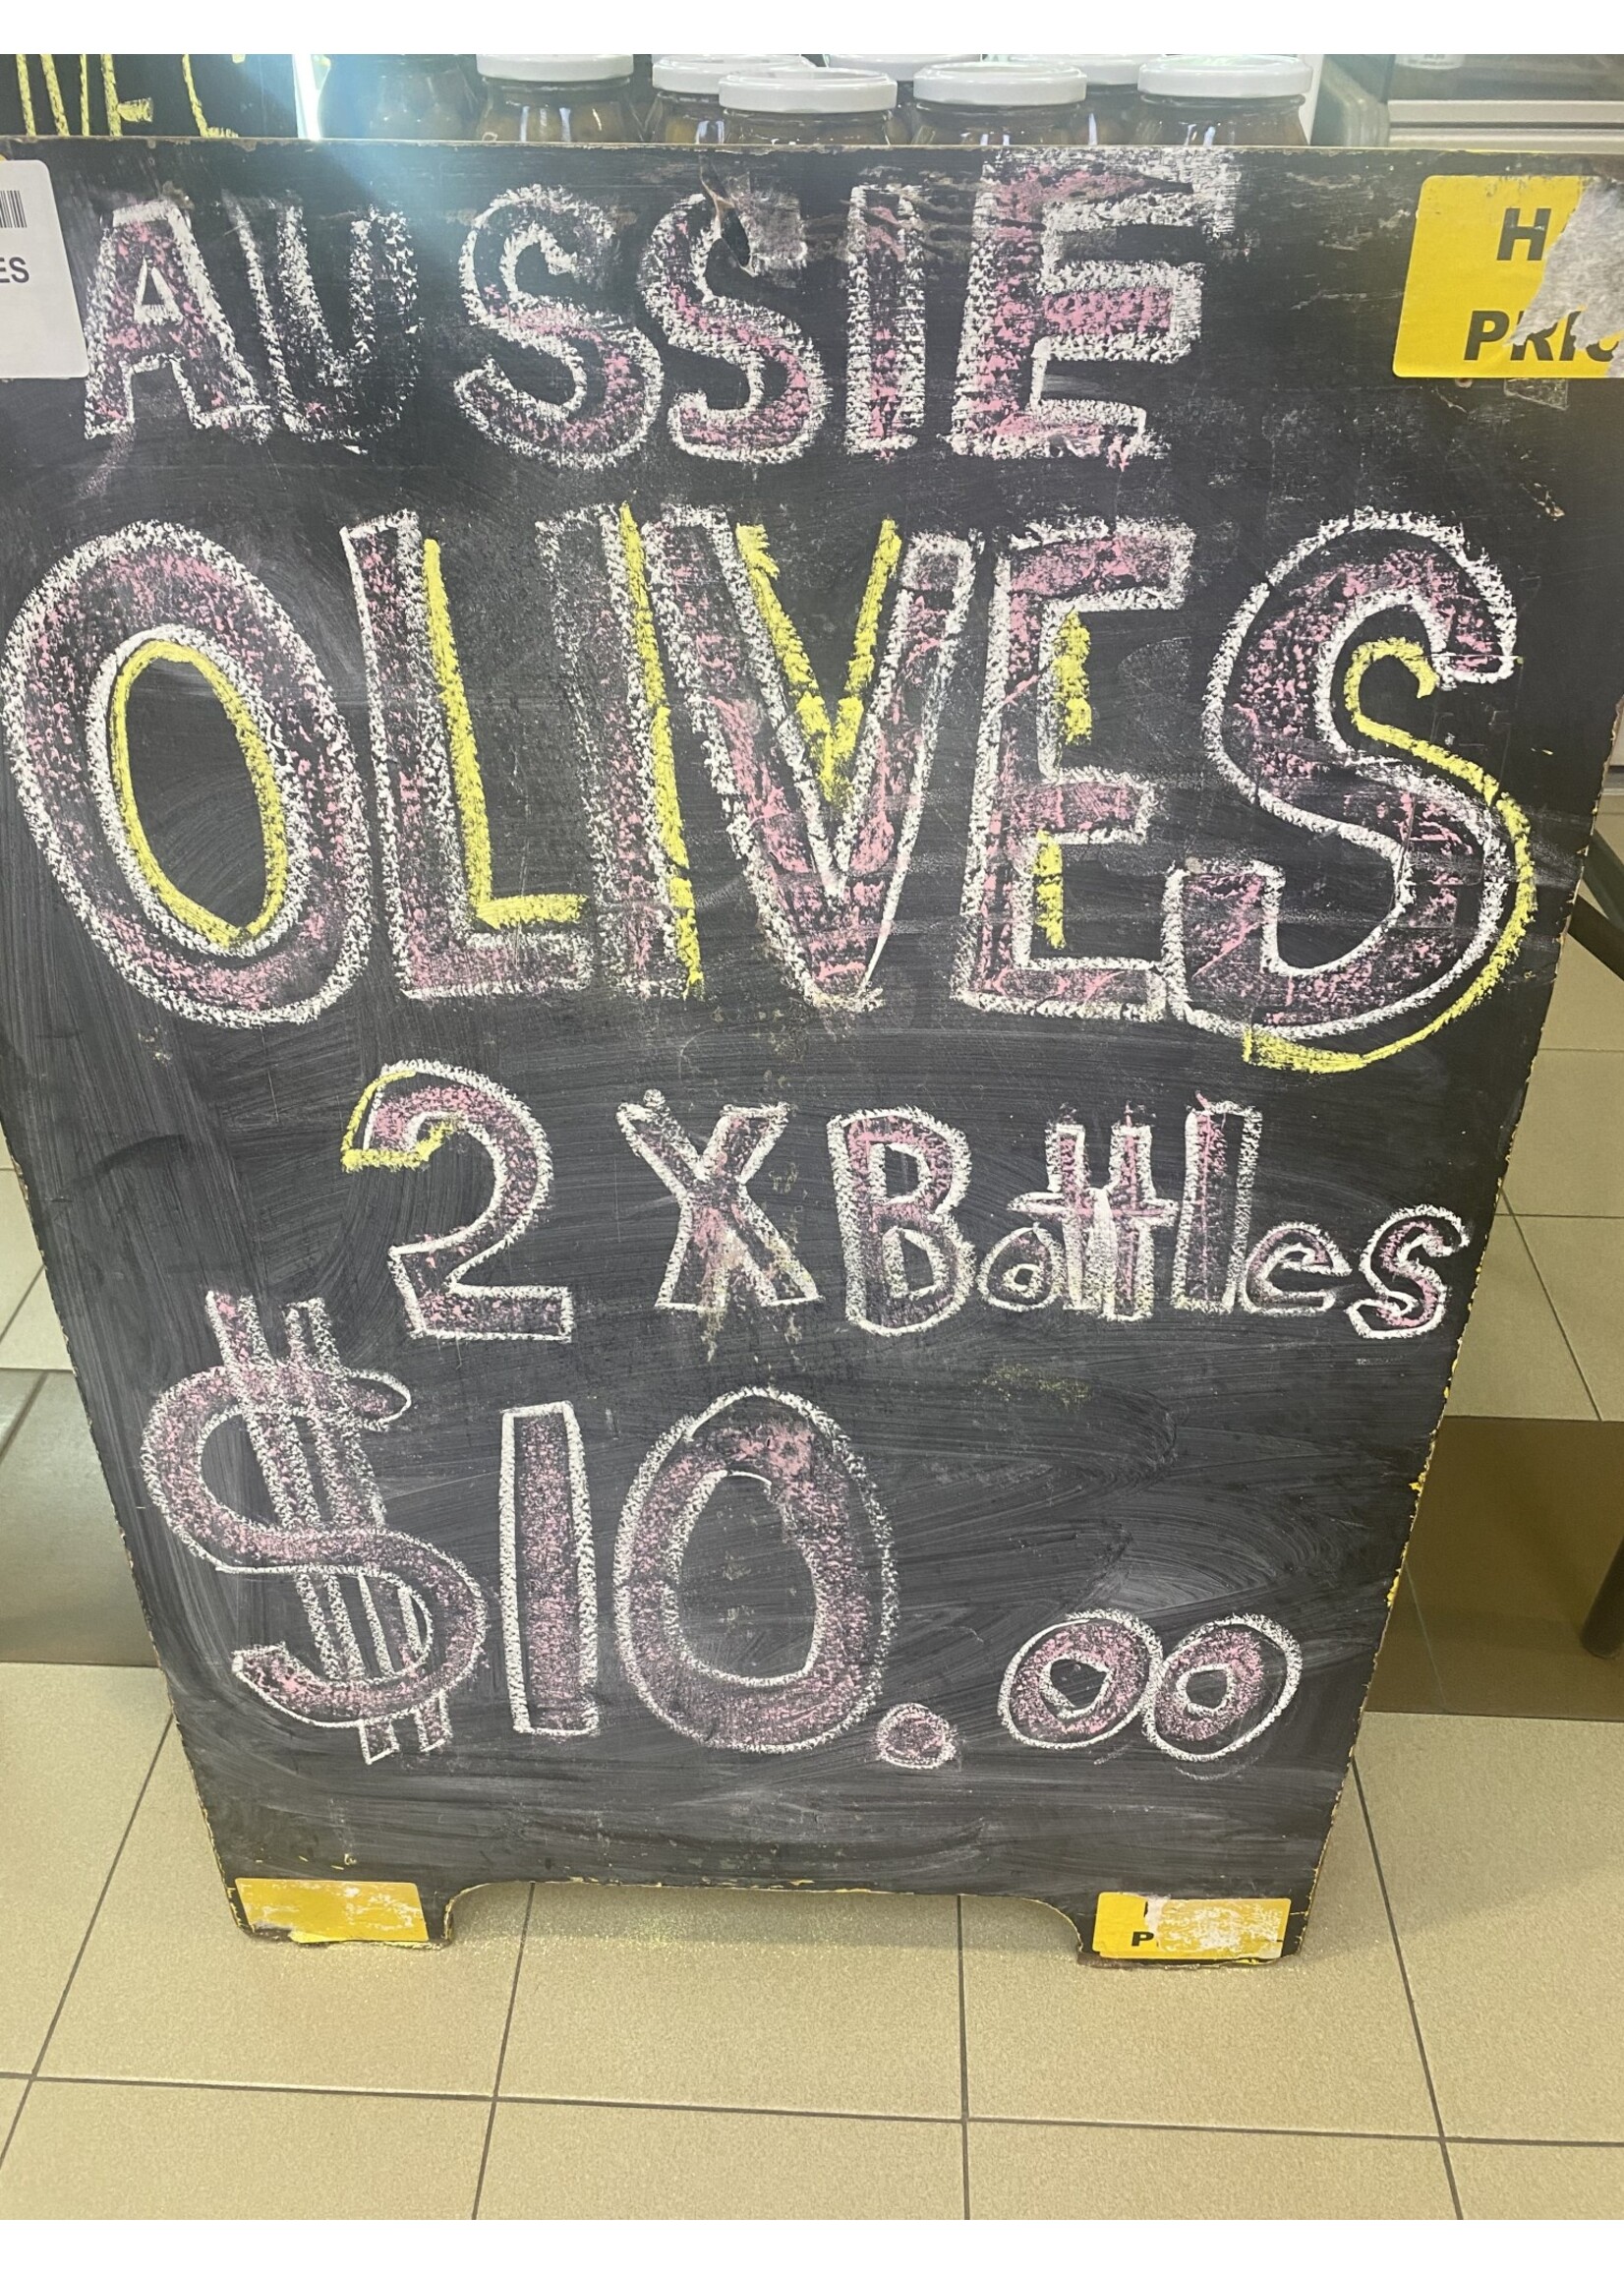 AUSSIE
OLIVES
2 X Bottles
$10.00